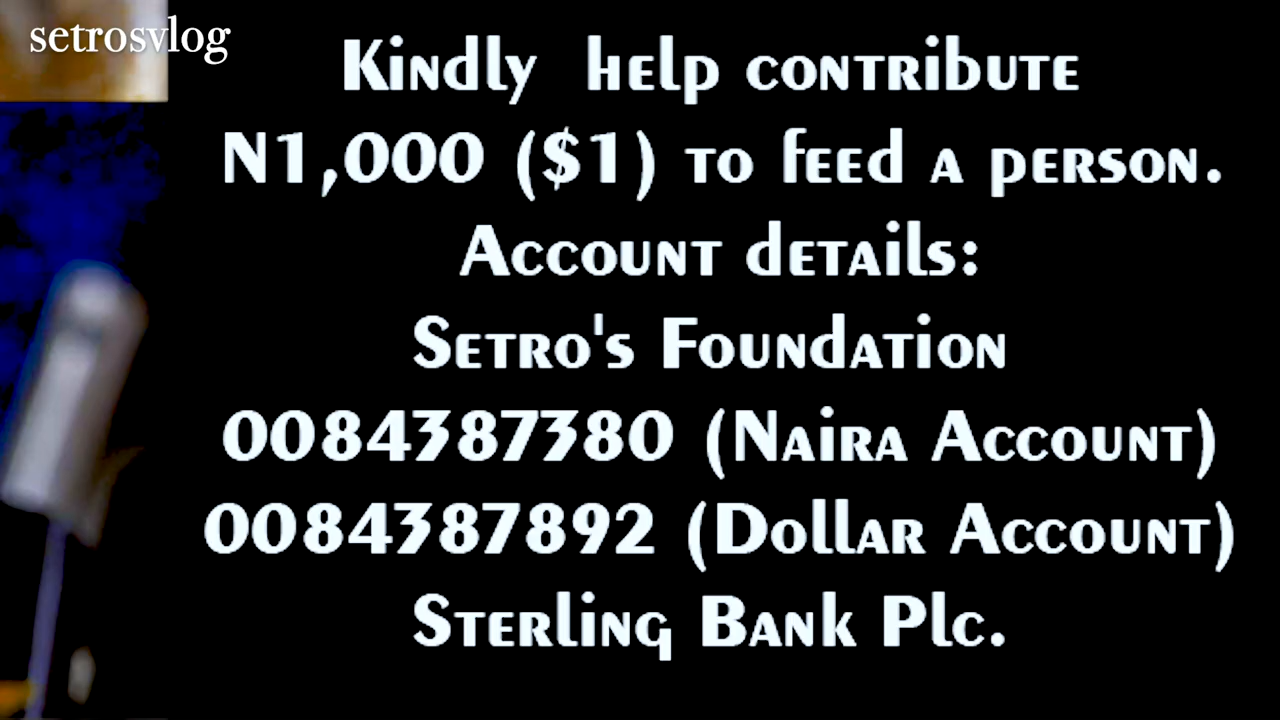 setrosvlog
Kindly help contribute
N1,000 ($1) to feed a person.
Account details:
Setro's Foundation
0084387380 (Naira Account)
0084387892 (Dollar Account)
Sterling Bank Plc.